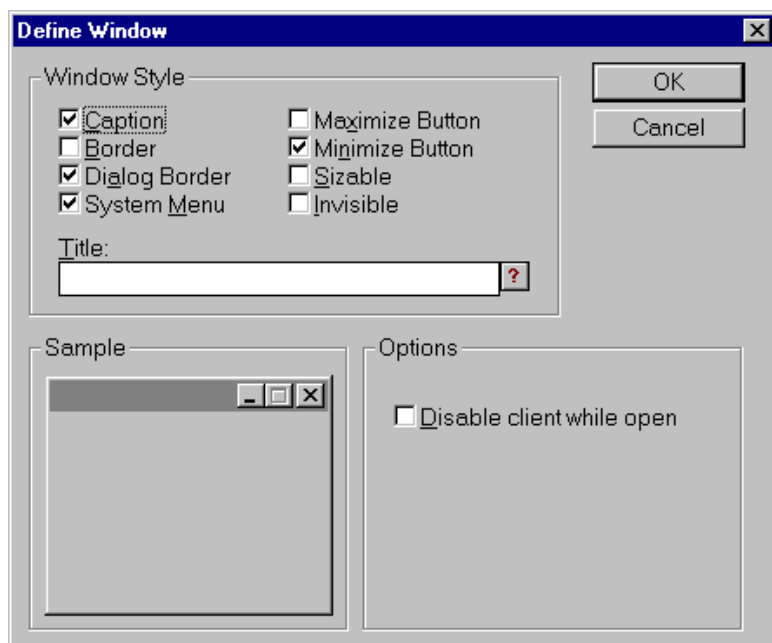 Define Window
Window Style
Caption
Border
Dialog Border
System Menu
Maximize Button
Minimize Button
Sizable
Invisible
Title:
?
OK
Cancel
Sample
Options
Disable client while open